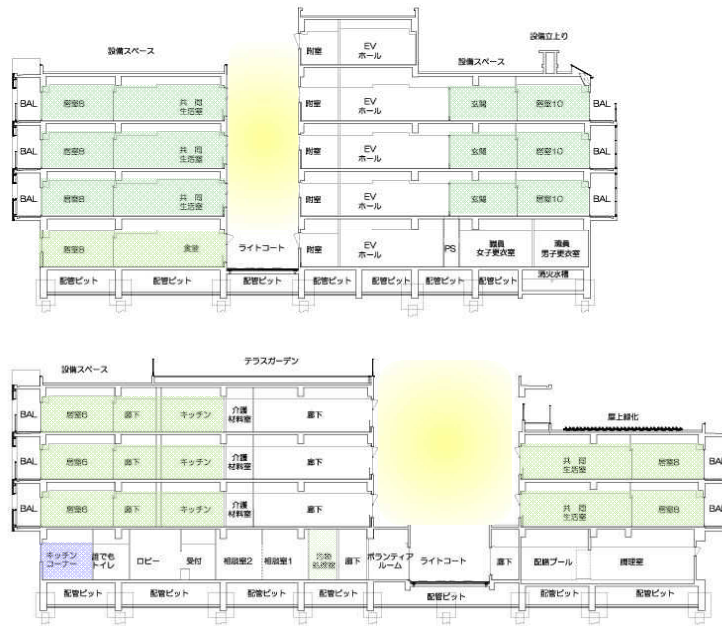 設備スペース
附室
EV
ホール
設備スペース
設備立上り
BAL
居室8
共同
生活室
附室
EV
ホール
玄関
居室10
BAL
BAL
居室8
共同
生活室
附室
EV
ホール
玄関
居室10
BAL
BAL
居室8
共同
生活室
附室
EV
ホール
玄関
居室10
BAL
居室8
食堂
ライトコート
附室
EV
ホール
PS
職員
女子更衣室
職員
男子更衣室
配管ピット
配管ピット
配管ピット
配管ピット
配管ピット
配管ピット
配管ピット
消火水槽
設備スペース
テラスガーデン
屋上緑化
BAL
居室6
廊下
キッチン
介護
材料室
廊下
BAL
居室6
廊下
キッチン
介護
材料室
廊下
共同
生活室
居室8
BAL
BAL
居室6
廊下
キッチン
介護
材料室
廊下
共同
生活室
居室8
BAL
キッチン
コーナー
誰でも
トイレ
ロビー
受付
相談室2
相談室1
汚物
処理室
廊下
ボランティア
ルーム
ライトコート
廊下
配膳プール
調理室
配管ピット
配管ピット
配管ピット
配管ピット
配管ピット
配管ピット
配管ピット